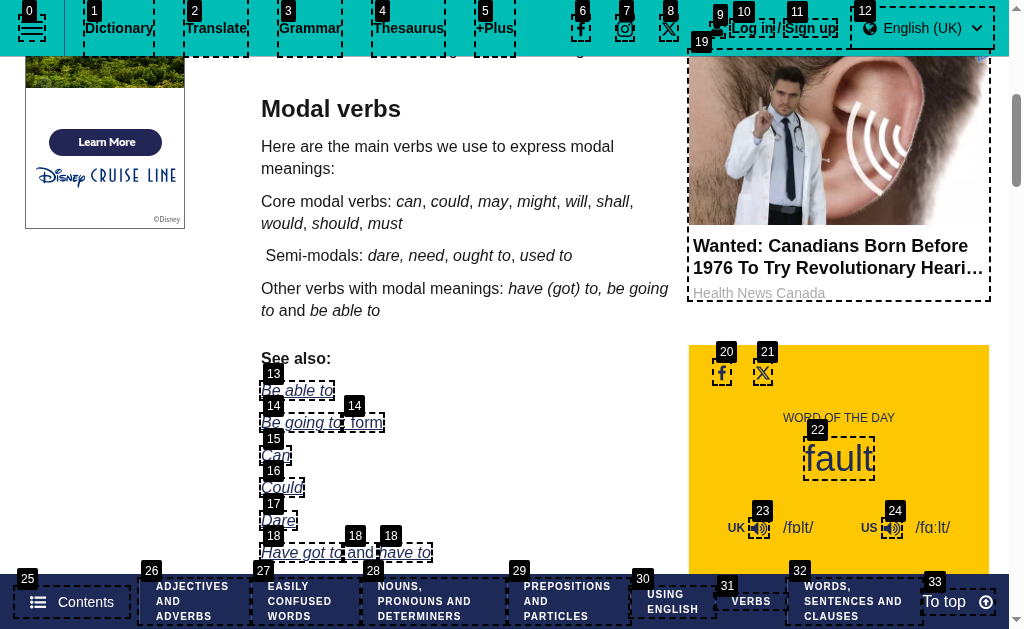 Dictionary
Translate
Grammar
Thesaurus
+Plus
Log in / Sign up
English (UK)
0
1
2
3
4
5
6
7
8
9
10
11
12
19
Learn More
Disney CRUISE LINE
©Disney
Modal verbs
Here are the main verbs we use to express modal
meanings:
Core modal verbs: can, could, may, might, will, shall,
would, should, must
Semi-modals: dare, need, ought to, used to
Other verbs with modal meanings: have (got) to, be going
to and be able to
See also:
13
Be able to
14
14
Be going to form
15
Can
16
Could
17
Dare
18
18
18
Have got to and have to
Wanted: Canadians Born Before
1976 To Try Revolutionary Heari…
Health News Canada
20
21
WORD OF THE DAY
22
fault
23
24
UK /fɒlt/
US /fɑːlt/
25
26
27
28
29
30
31
32
33
Contents
ADJECTIVES
AND
ADVERBS
EASILY
CONFUSED
WORDS
NOUNS,
PRONOUNS AND
DETERMINERS
PREPOSITIONS
AND
PARTICLES
USING
ENGLISH
VERBS
WORDS,
SENTENCES AND
CLAUSES
To top